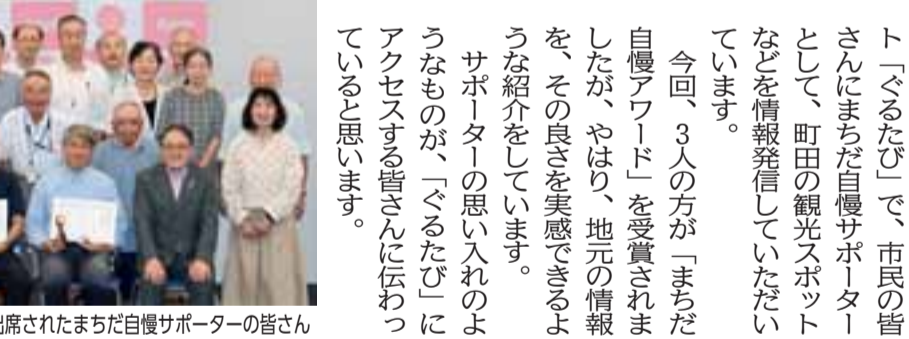 ト「ぐるたび」で、市民の皆
さんにまちだ自慢サポーター
として、町田の観光スポット
などを情報発信していただい
ています。
今回、3人の方が「まちだ
自慢アワード」を受賞されま
したが、やはり、地元の情報
を、その良さを実感できるよ
うな紹介をしています。
サポーターの思い入れのよ
うなものが、「ぐるたび」に
アクセスする皆さんに伝わっ
ていると思います。
出席されたまちだ自慢サポーターの皆さん